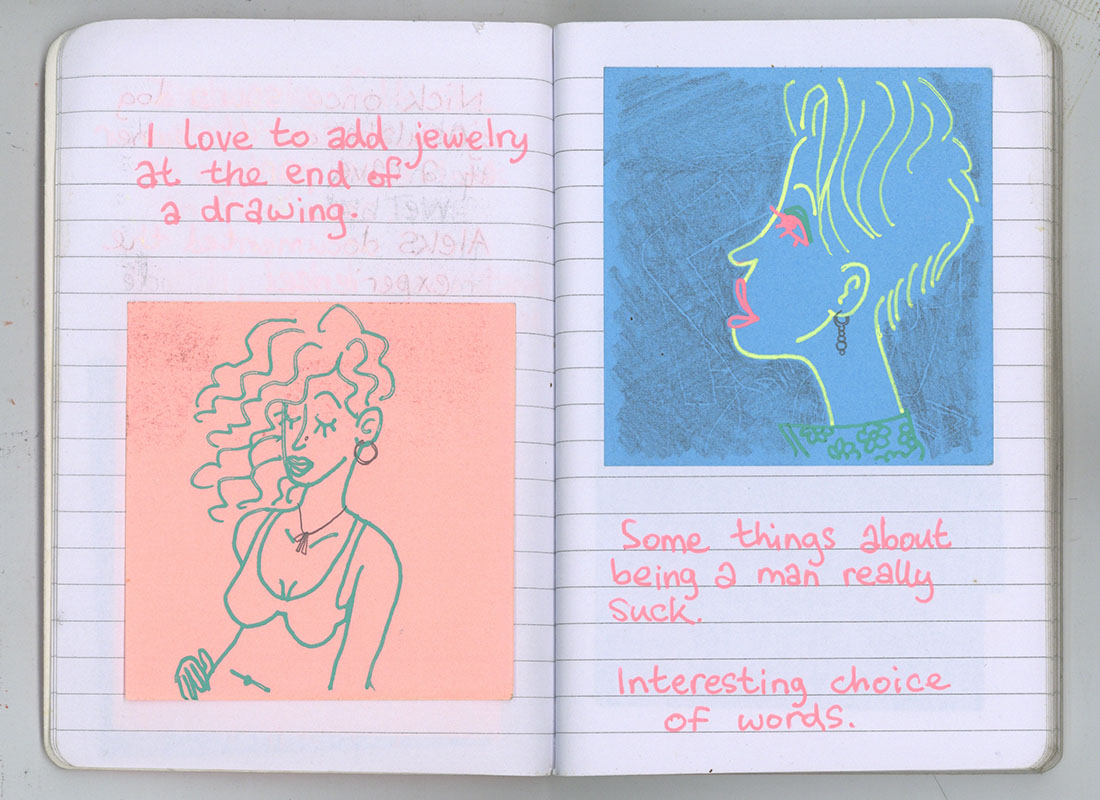 I love to add jewelry
at the end of
a drawing.
Some things about
being a man really
suck.
Interesting choice
of words.